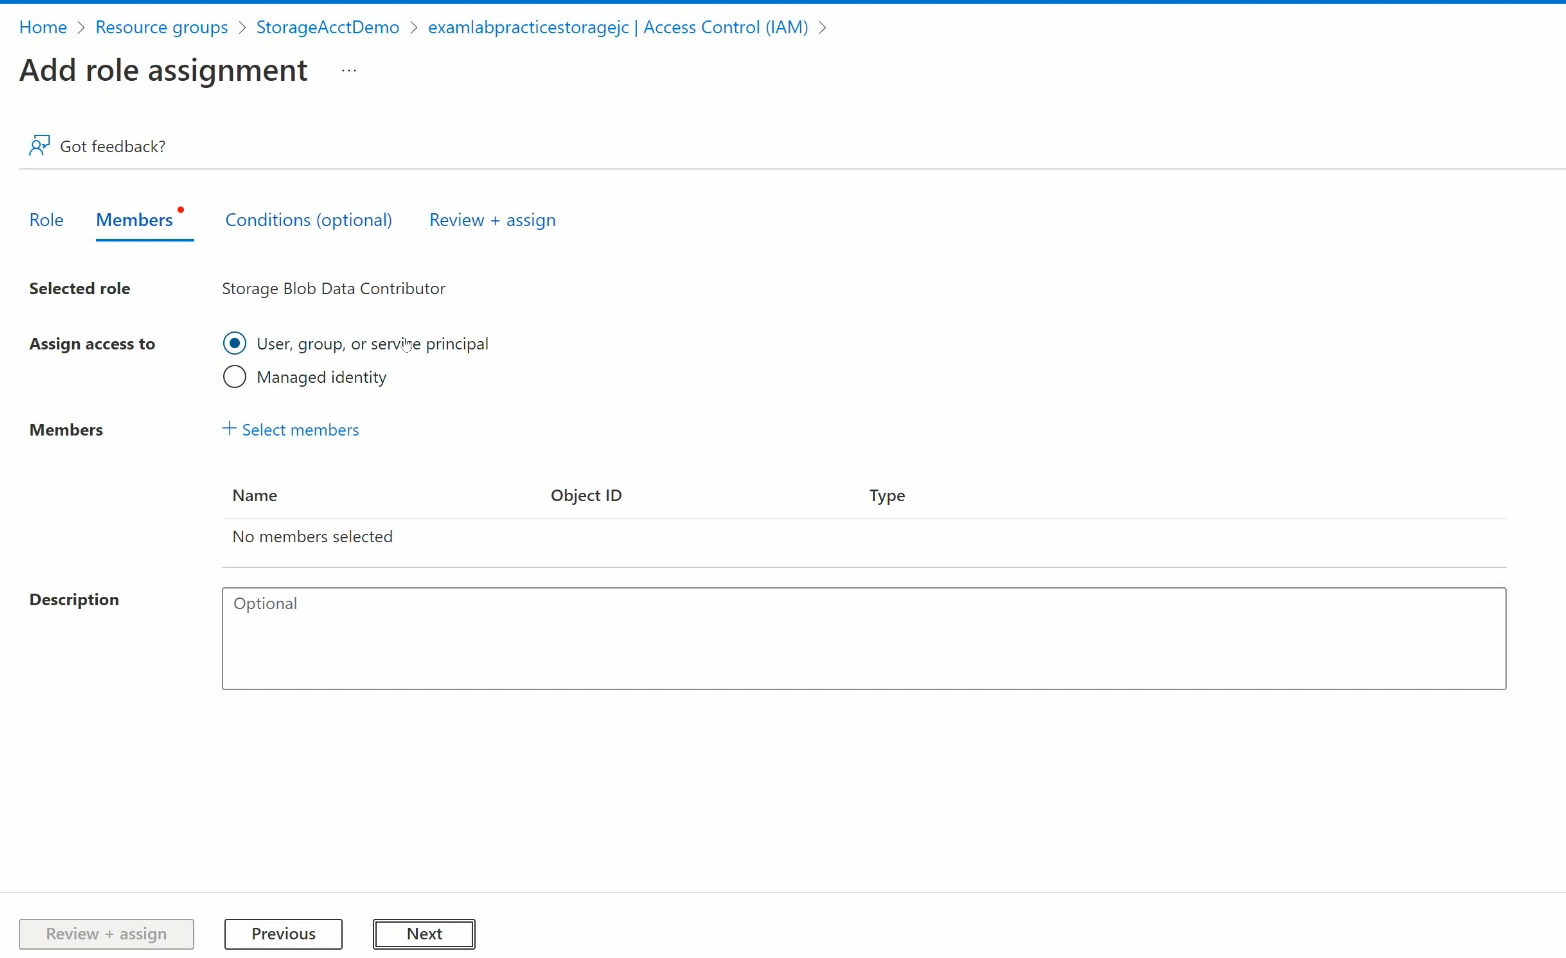 Home > Resource groups > StorageAcctDemo > examlabpracticestoragejc | Access Control (IAM) >
Add role assignment ...
Got feedback?
Role Members Conditions (optional) Review + assign
Selected role Storage Blob Data Contributor
Assign access to User, group, or service principal
Managed identity
Members + Select members
Name Object ID Type
No members selected
Description Optional
Review + assign Previous Next